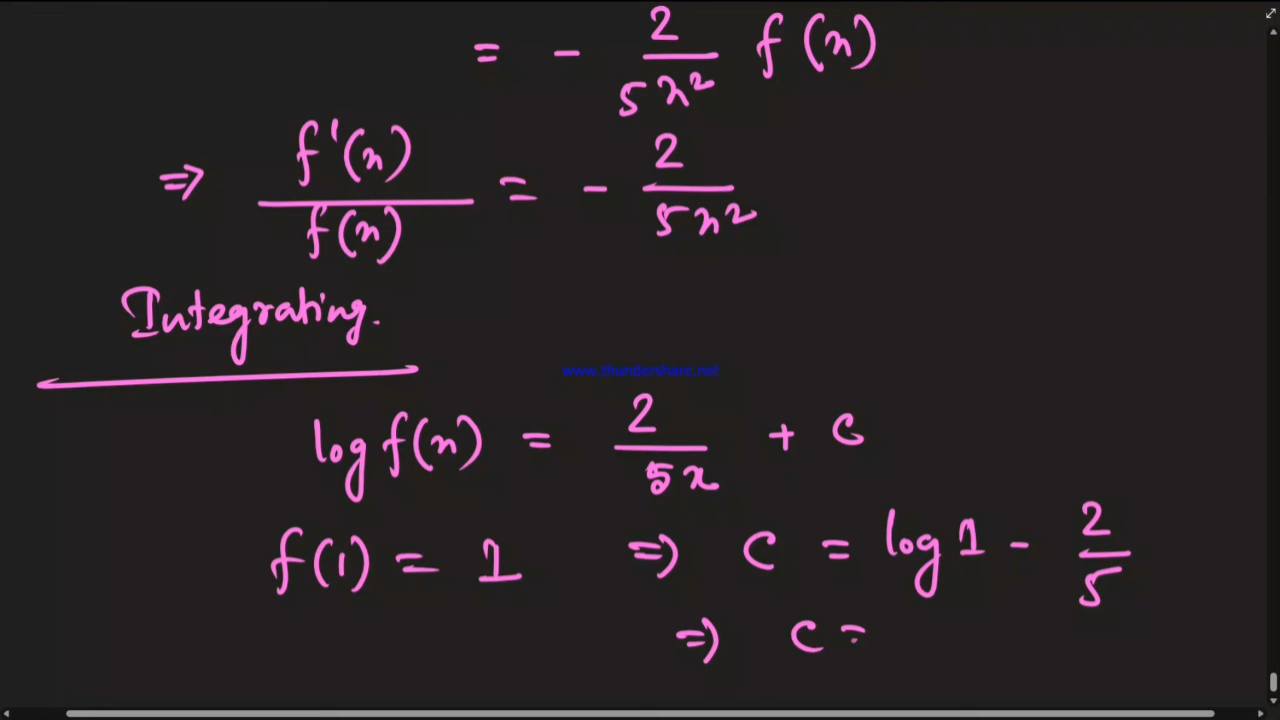 = - 2/5x² f(x)
⇒ f'(x)/f(x) = - 2/5x²
Integrating.
www.thundershare.net
log f(x) = 2/5x + c
f(1) = 1 ⇒ C = log 1 - 2/5
⇒ C =